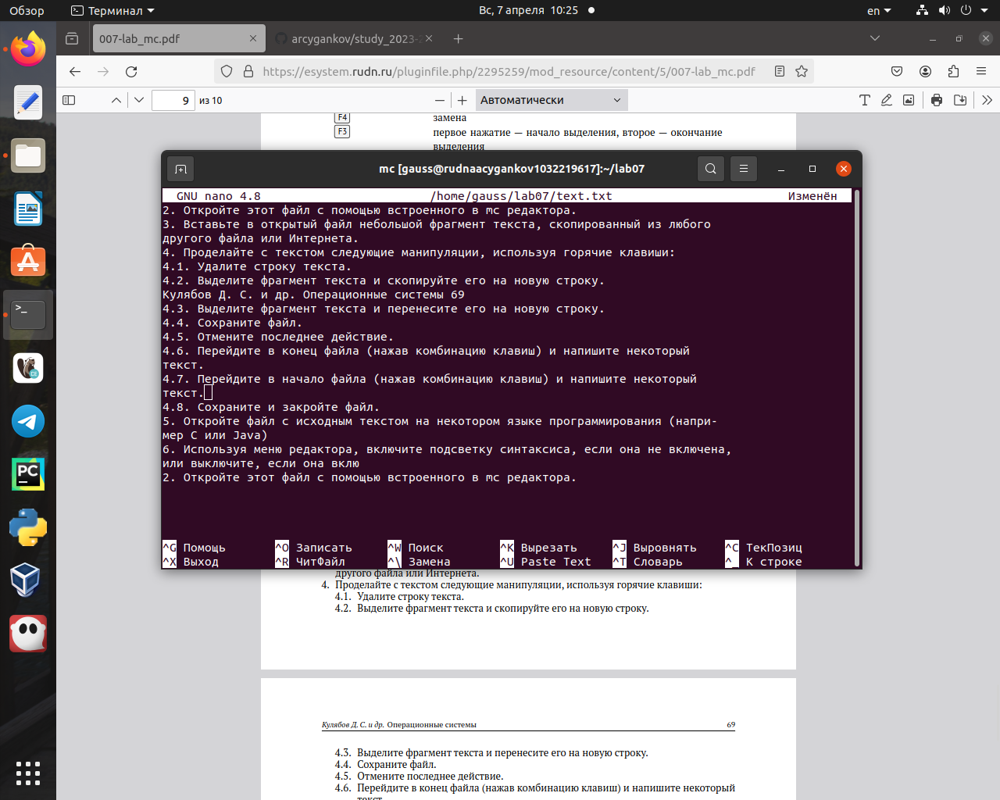 Обзор
Терминал
Вс, 7 апреля 10:25
en
007-lab_mc.pdf
arcygankov/study_2023-2
https://esystem.rudn.ru/pluginfile.php/2295259/mod_resource/content/5/007-lab_mc.pdf
9 из 10
Автоматически
F4 замена
F3 первое нажатие — начало выделения, второе — окончание
выделения
mc [gauss@rudnaacygankov1032219617]:~/lab07
GNU nano 4.8 /home/gauss/lab07/text.txt Изменён
2. Откройте этот файл с помощью встроенного в mc редактора.
3. Вставьте в открытый файл небольшой фрагмент текста, скопированный из любого
другого файла или Интернета.
4. Проделайте с текстом следующие манипуляции, используя горячие клавиши:
4.1. Удалите строку текста.
4.2. Выделите фрагмент текста и скопируйте его на новую строку.
Кулябов Д. С. и др. Операционные системы 69
4.3. Выделите фрагмент текста и перенесите его на новую строку.
4.4. Сохраните файл.
4.5. Отмените последнее действие.
4.6. Перейдите в конец файла (нажав комбинацию клавиш) и напишите некоторый
текст.
4.7. Перейдите в начало файла (нажав комбинацию клавиш) и напишите некоторый
текст.
4.8. Сохраните и закройте файл.
5. Откройте файл с исходным текстом на некотором языке программирования (напри-
мер C или Java)
6. Используя меню редактора, включите подсветку синтаксиса, если она не включена,
или выключите, если она вклю
2. Откройте этот файл с помощью встроенного в mc редактора.
^G Помощь ^O Записать ^W Поиск ^K Вырезать ^J Выровнять ^C ТекПозиц
^X Выход ^R ЧитФайл ^\ Замена ^U Paste Text ^T Словарь ^_ К строке
другого файла или Интернета.
4. Проделайте с текстом следующие манипуляции, используя горячие клавиши:
4.1. Удалите строку текста.
4.2. Выделите фрагмент текста и скопируйте его на новую строку.
Кулябов Д. С. и др. Операционные системы 69
4.3. Выделите фрагмент текста и перенесите его на новую строку.
4.4. Сохраните файл.
4.5. Отмените последнее действие.
4.6. Перейдите в конец файла (нажав комбинацию клавиш) и напишите некоторый
текст.